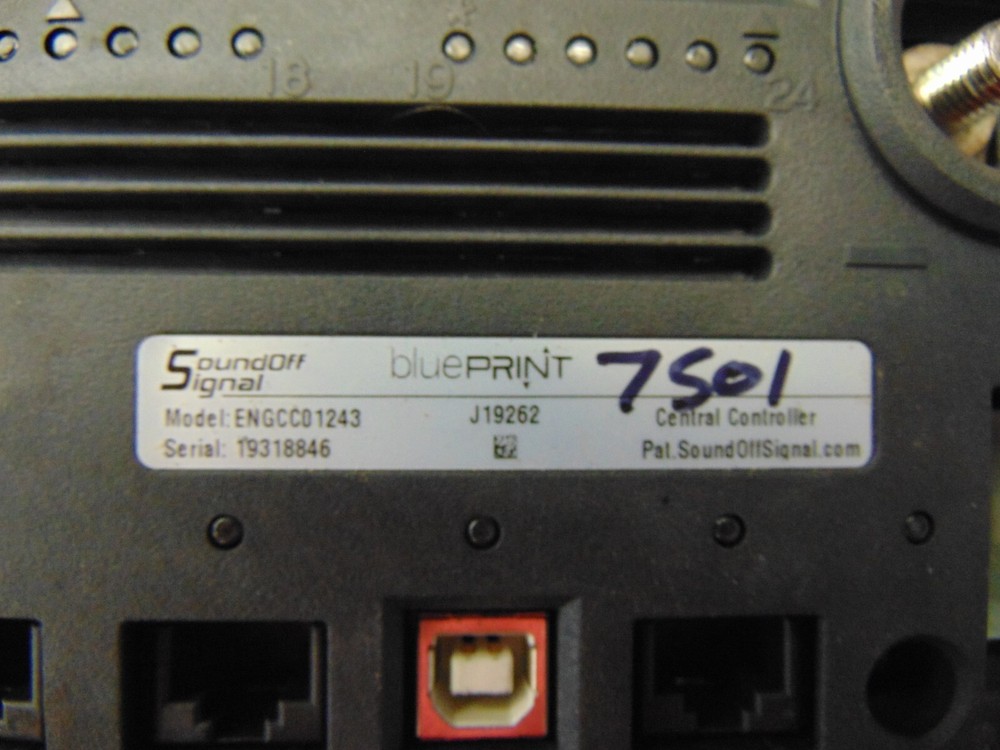 18 19 24
SoundOff Signal
bluePRINT
7501
Model: ENGCC01243
J19262
Central Controller
Serial: 19318846
Pat.SoundOffSignal.com